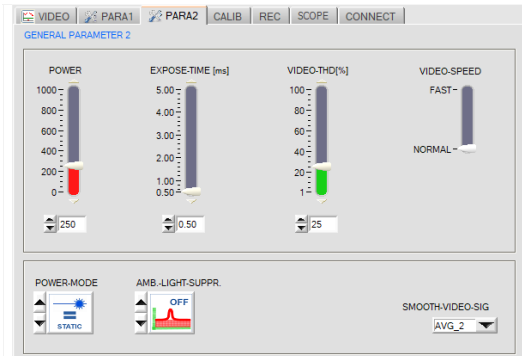 VIDEO PARA1 PARA2 CALIB REC SCOPE CONNECT
GENERAL PARAMETER 2
POWER EXPOSE-TIME [ms] VIDEO-THD[%] VIDEO-SPEED
1000 5.00 100 FAST
800 4.00 80
600 3.00 60
400 2.00 40 NORMAL
200 1.00 20
0 0.50 1
250 0.50 25
POWER-MODE AMB.-LIGHT-SUPPR.
OFF
STATIC
SMOOTH-VIDEO-SIG
AVG_2